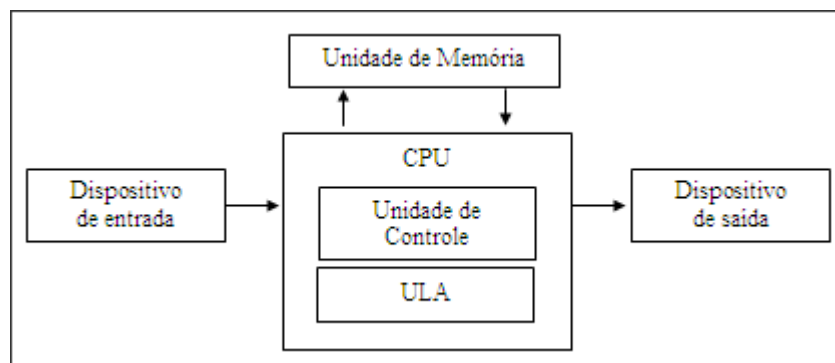 Unidade de Memória
CPU
Dispositivo
de entrada
Unidade de
Controle
ULA
Dispositivo
de saída